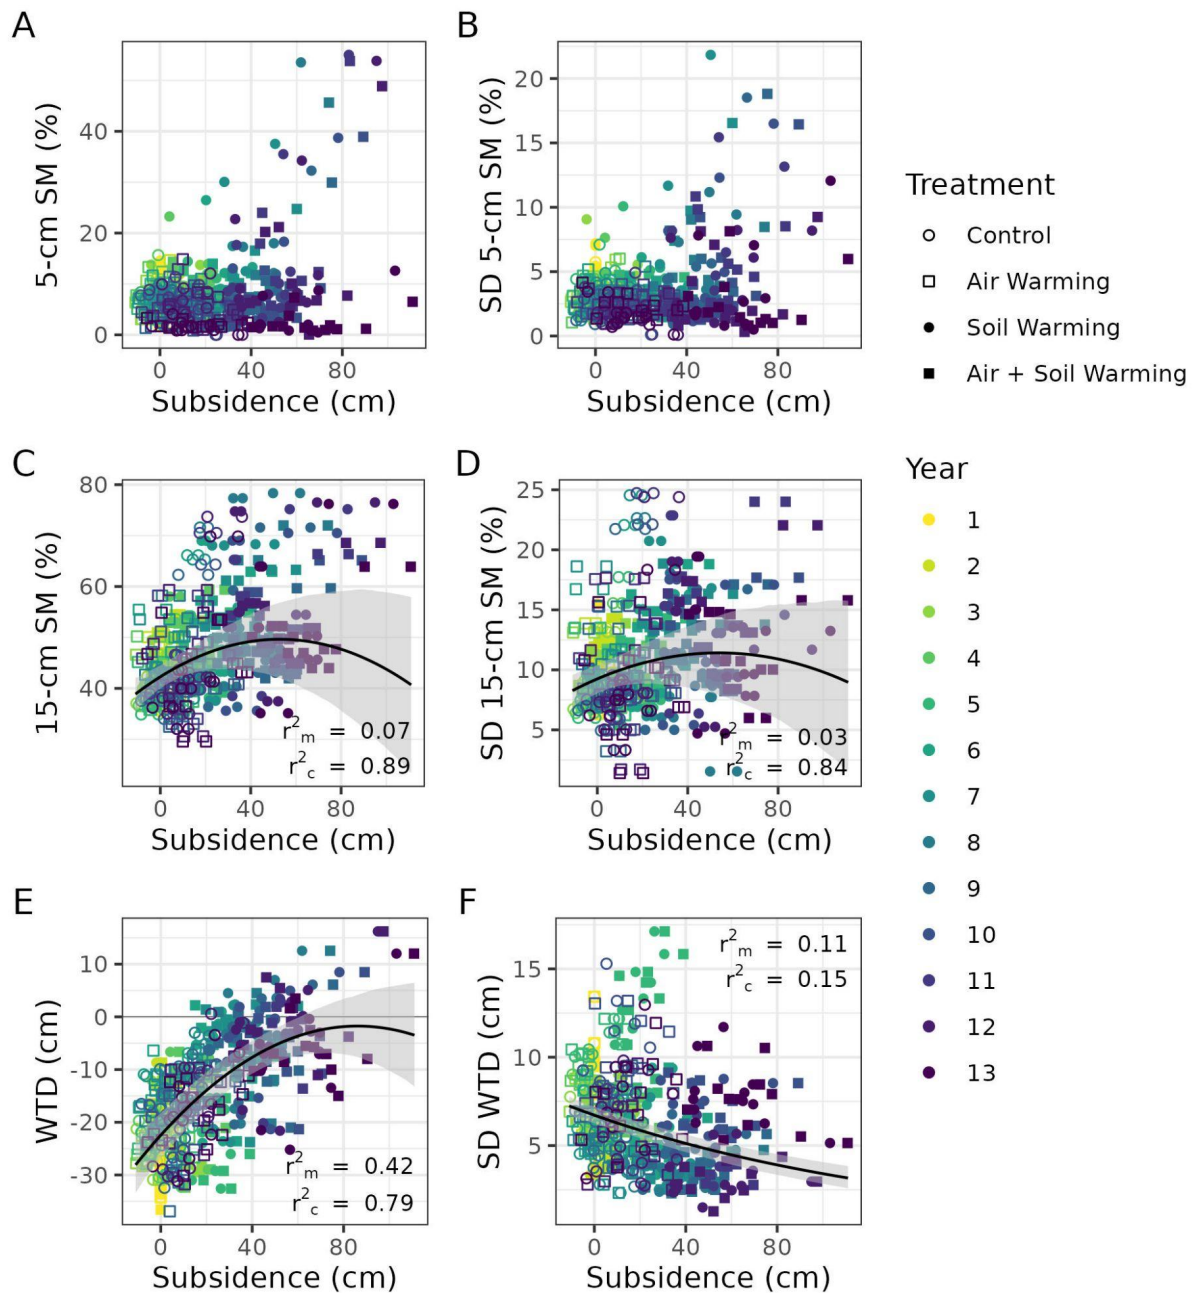 A
5-cm SM (%)
40
20
0
0 40 80
Subsidence (cm)
B
SD 5-cm SM (%)
20
15
10
5
0
0 40 80
Subsidence (cm)
Treatment
Control
Air Warming
Soil Warming
Air + Soil Warming
C
15-cm SM (%)
80
60
40
r²m = 0.07
r²c = 0.89
0 40 80
Subsidence (cm)
D
SD 15-cm SM (%)
25
20
15
10
5
r²m = 0.03
r²c = 0.84
0 40 80
Subsidence (cm)
Year
1
2
3
4
5
6
7
8
9
10
11
12
13
E
WTD (cm)
10
0
-10
-20
-30
r²m = 0.42
r²c = 0.79
0 40 80
Subsidence (cm)
F
SD WTD (cm)
15
10
5
r²m = 0.11
r²c = 0.15
0 40 80
Subsidence (cm)